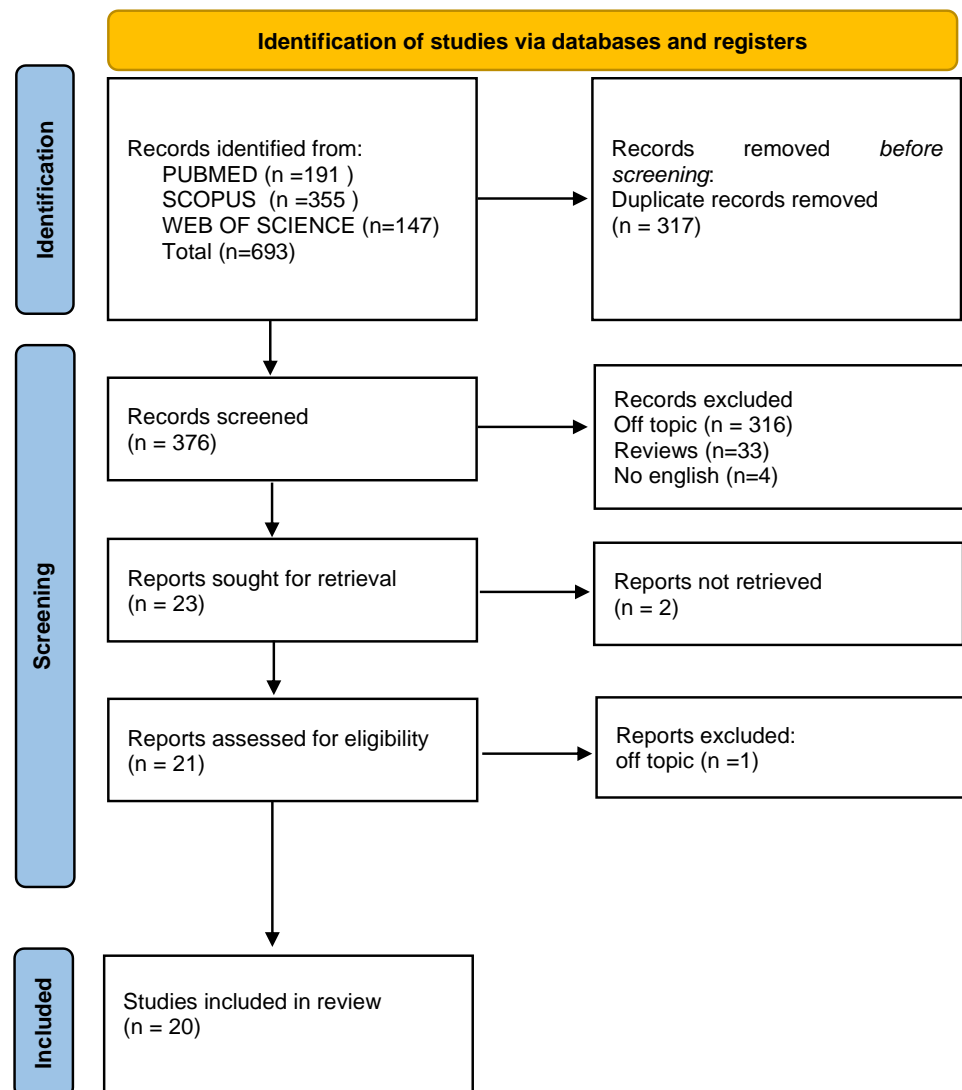 Identification of studies via databases and registers
Identification
Records identified from:
PUBMED (n =191 )
SCOPUS (n =355 )
WEB OF SCIENCE (n=147)
Total (n=693)
Records removed before
screening:
Duplicate records removed
(n = 317)
Screening
Records screened
(n = 376)
Records excluded
Off topic (n = 316)
Reviews (n=33)
No english (n=4)
Reports sought for retrieval
(n = 23)
Reports not retrieved
(n = 2)
Reports assessed for eligibility
(n = 21)
Reports excluded:
off topic (n =1)
Included
Studies included in review
(n = 20)